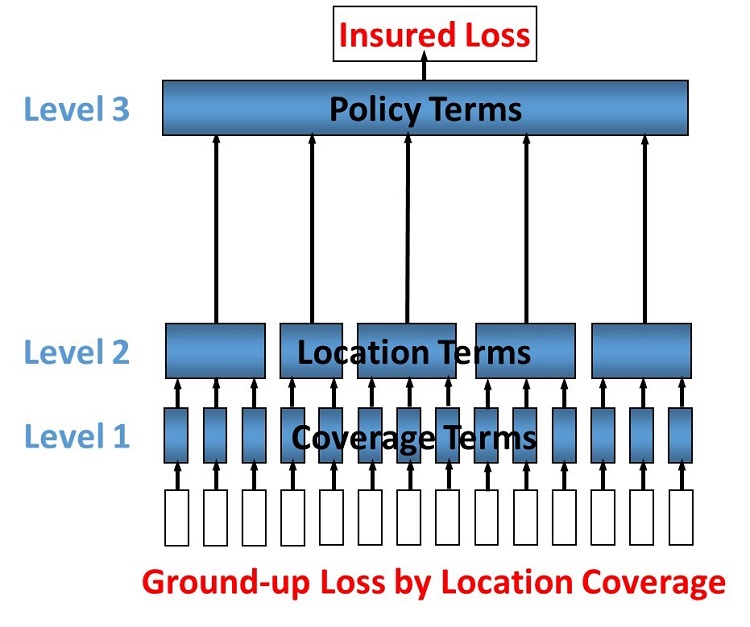 Insured Loss
Level 3
Policy Terms
Level 2
Location Terms
Level 1
Coverage Terms
Ground-up Loss by Location Coverage